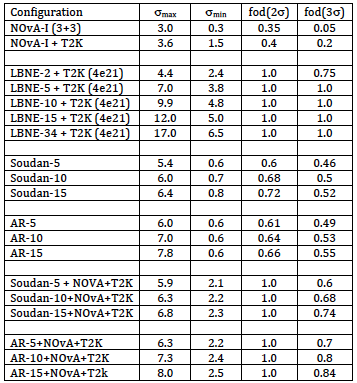 Configuration σmax σmin fod(2σ) fod(3σ)
NOvA-I (3+3) 3.0 0.3 0.35 0.05
NOvA-I + T2K 3.6 1.5 0.4 0.2
LBNE-2 + T2K (4e21) 4.4 2.4 1.0 0.75
LBNE-5 + T2K (4e21) 7.0 3.8 1.0 1.0
LBNE-10 + T2K (4e21) 9.9 4.8 1.0 1.0
LBNE-15 + T2K (4e21) 12.0 5.0 1.0 1.0
LBNE-34 + T2K (4e21) 17.0 6.5 1.0 1.0
Soudan-5 5.4 0.6 0.6 0.46
Soudan-10 6.0 0.7 0.68 0.5
Soudan-15 6.4 0.8 0.72 0.52
AR-5 6.0 0.6 0.61 0.49
AR-10 7.0 0.6 0.64 0.53
AR-15 7.8 0.6 0.66 0.55
Soudan-5 + NOVA+T2K 5.9 2.1 1.0 0.6
Soudan-10+NOvA+T2K 6.3 2.2 1.0 0.68
Soudan-15+NOvA+T2K 6.8 2.3 1.0 0.74
AR-5+NOvA+T2K 6.3 2.2 1.0 0.7
AR-10+NOvA+T2K 7.3 2.4 1.0 0.8
AR-15+NOvA+T2k 8.0 2.5 1.0 0.84